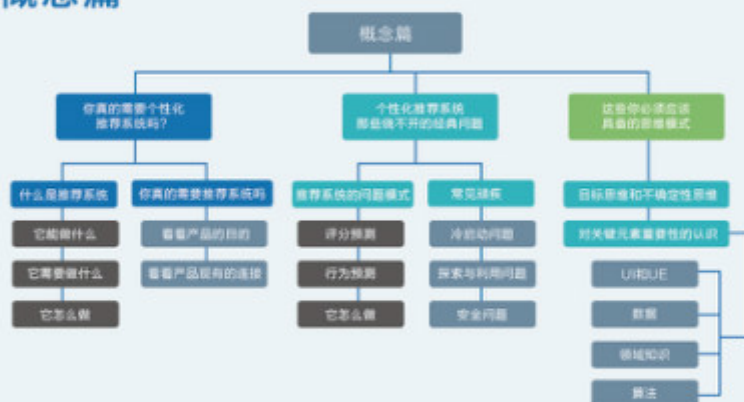 概念篇
概念篇
你真的需要个性化
推荐系统吗？
个性化推荐系统
那些绕不开的经典问题
这些你必须应该
具备的思维模式
什么是推荐系统
你真的需要推荐系统吗
推荐系统的问题模式
常见顽疾
目标思维和不确定性思维
它能做什么
看看产品的目的
评分预测
冷启动问题
对关键元素重要性的认识
它需要做什么
看看产品现有的连接
行为预测
探索与利用问题
UI和UE
它怎么做
它怎么做
安全问题
数据
领域知识
算法